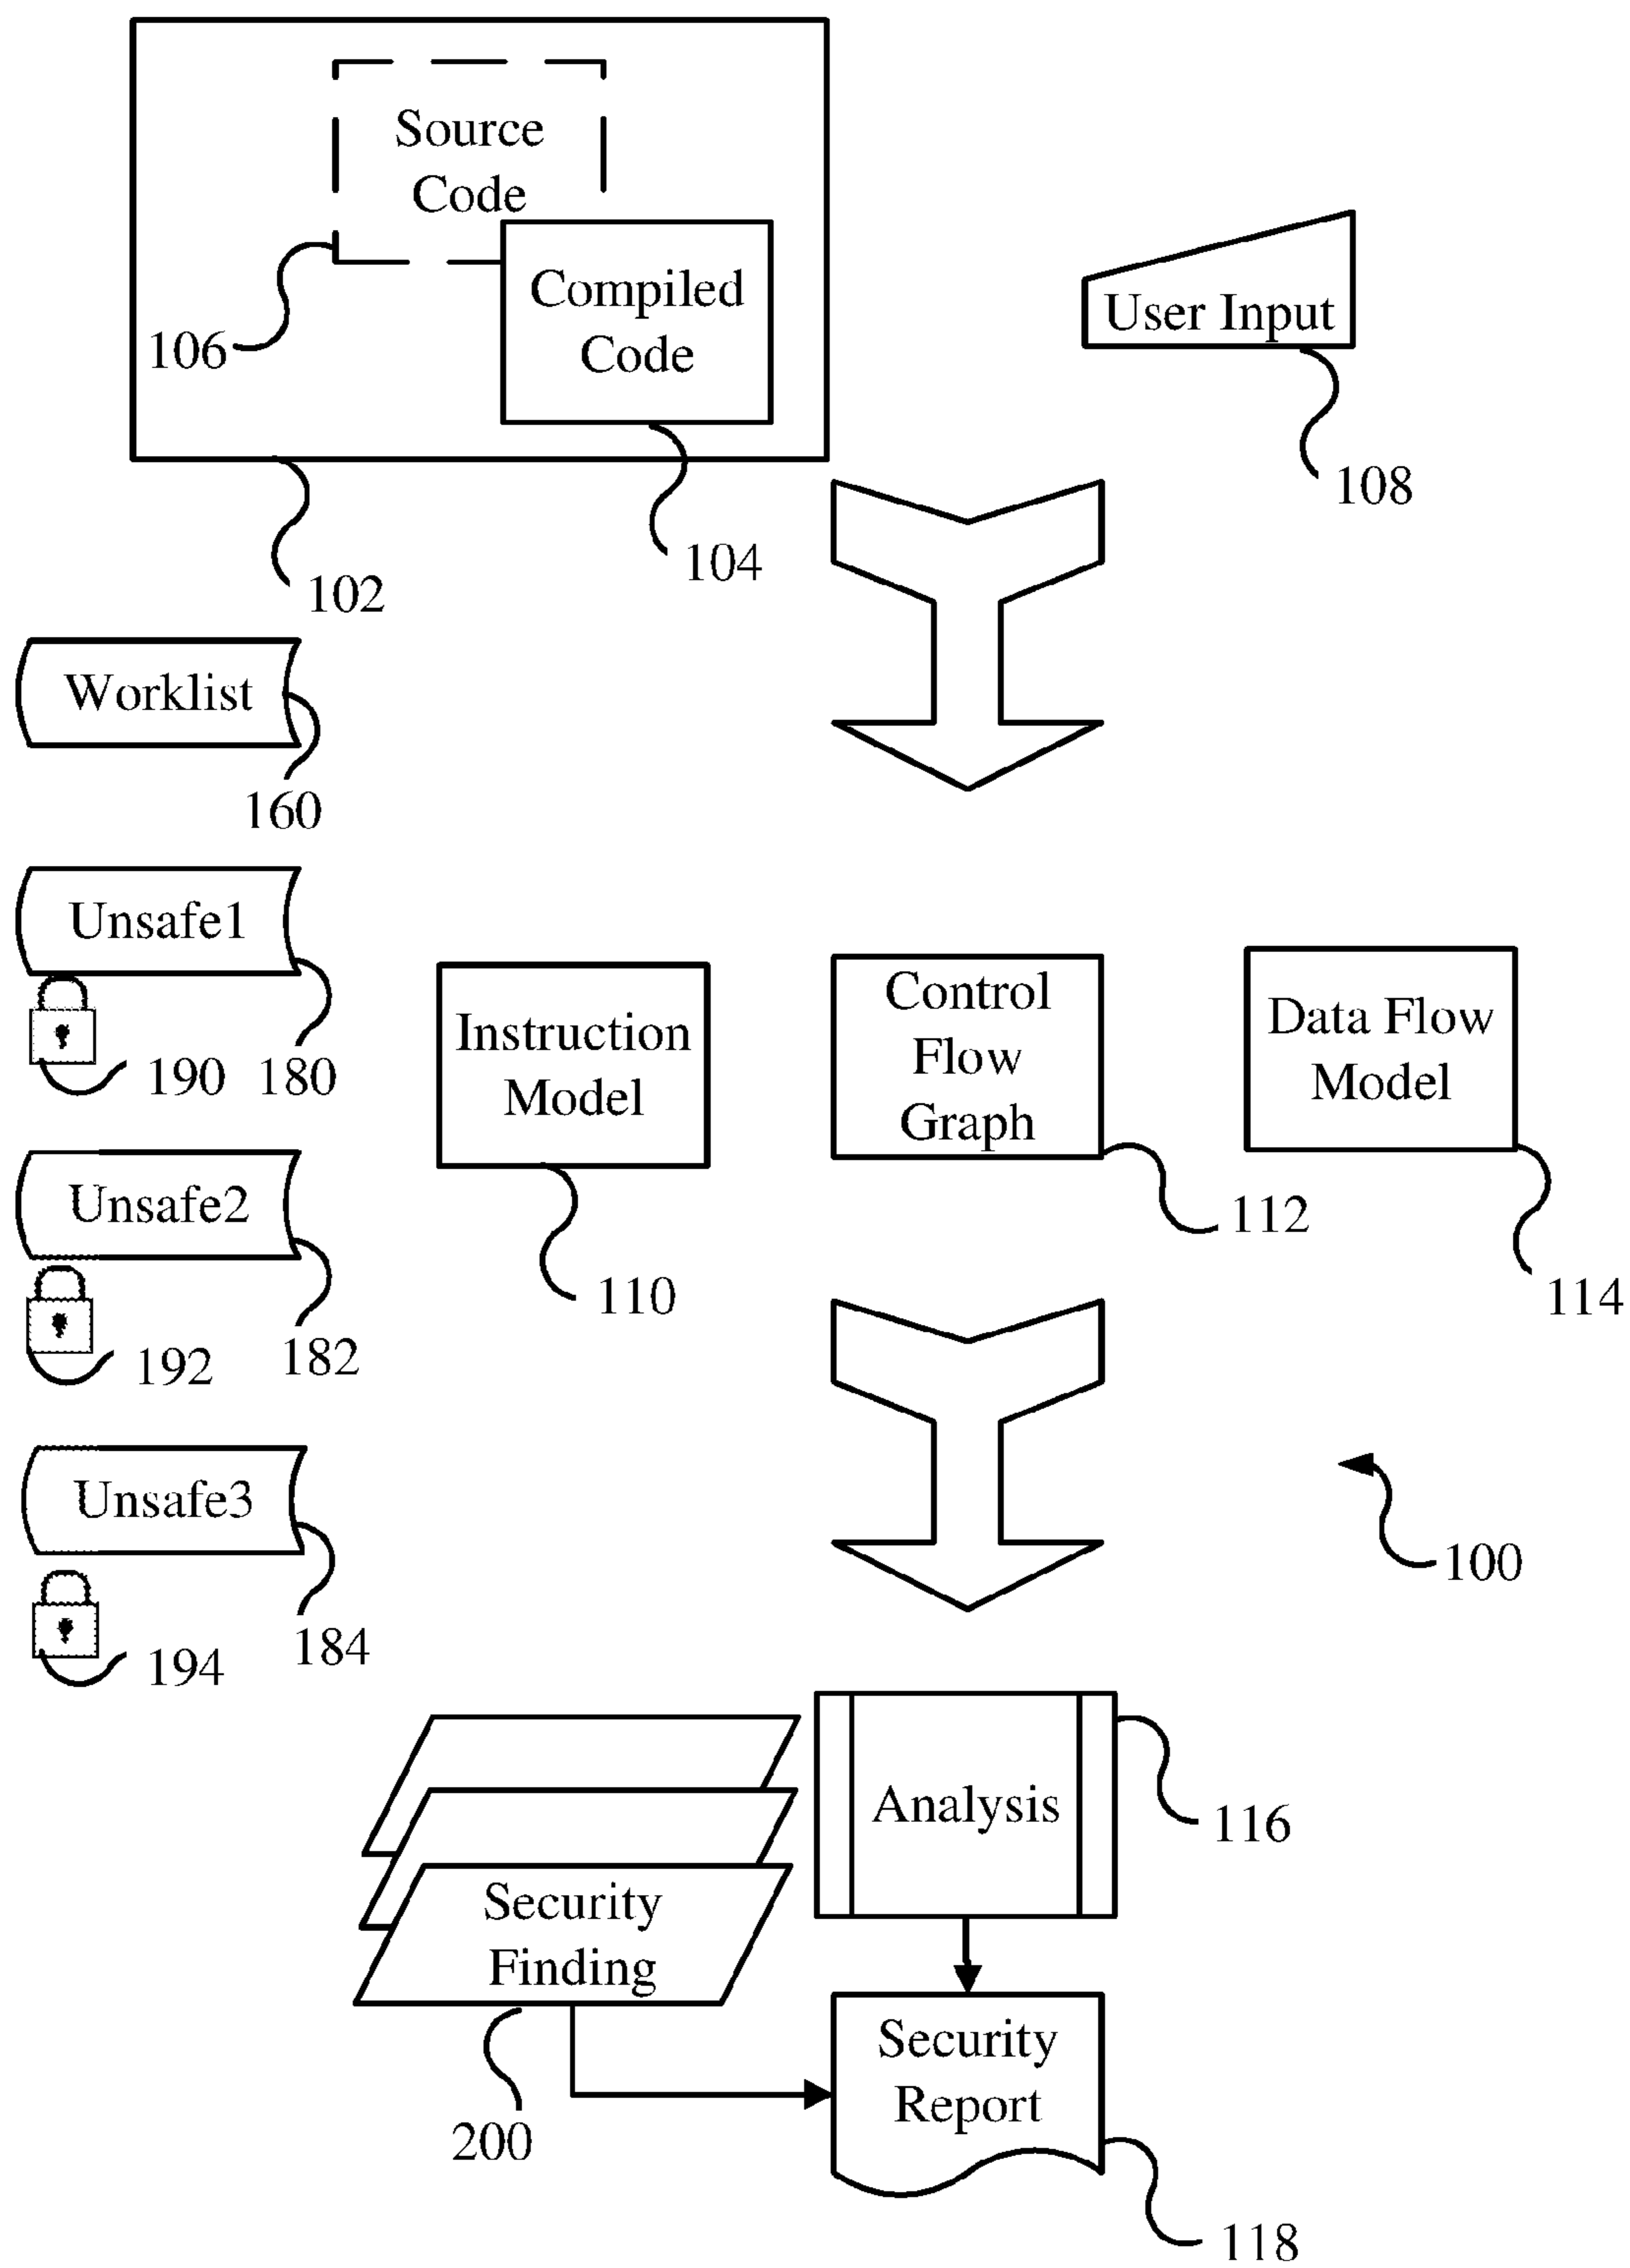 Source
Code
Compiled
Code
106
User Input
108
104
102
Worklist
160
Unsafe1
190
180
Instruction
Model
110
Control
Flow
Graph
112
Data Flow
Model
114
Unsafe2
192
182
Unsafe3
194
184
100
Analysis
116
Security
Finding
200
Security
Report
118